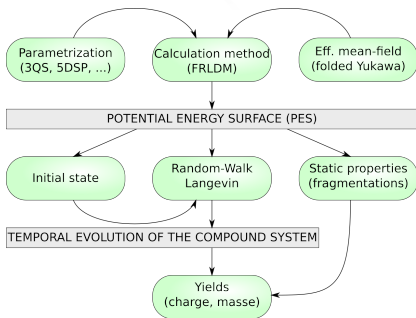 Parametrization
(3QS, 5DSP, ...)
Calculation method
(FRLDM)
Eff. mean-field
(folded Yukawa)
POTENTIAL ENERGY SURFACE (PES)
Initial state
Random-Walk
Langevin
Static properties
(fragmentations)
TEMPORAL EVOLUTION OF THE COMPOUND SYSTEM
Yields
(charge, masse)